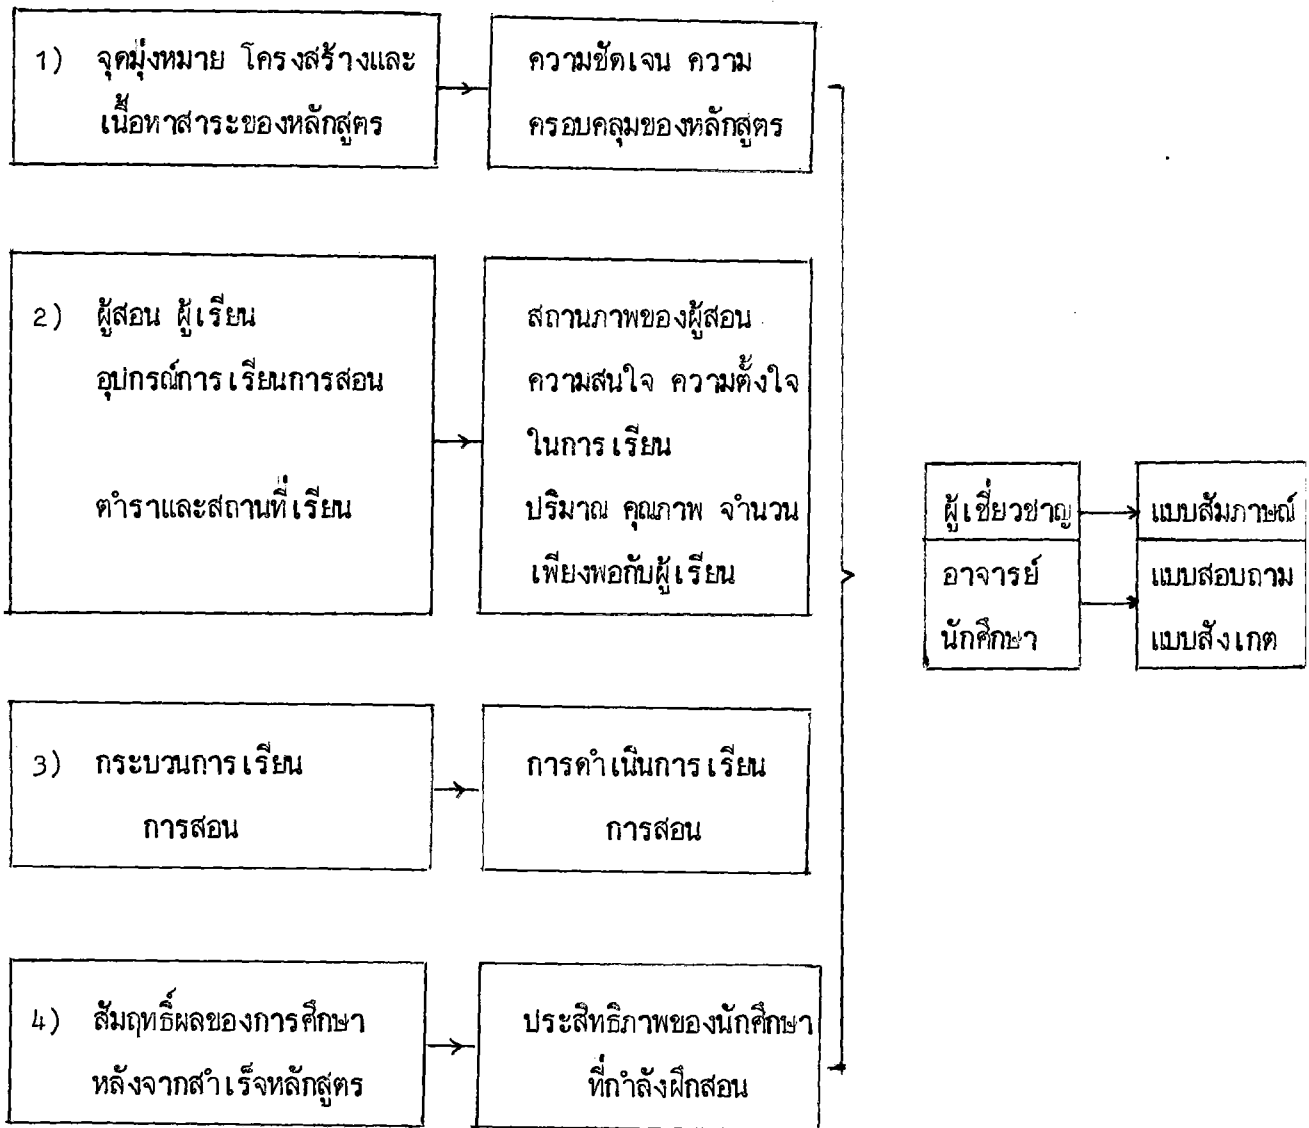 1) จุดมุ่งหมาย โครงสร้างและ
เนื้อหาสาระของหลักสูตร
ความชัดเจน ความ
ครอบคลุมของหลักสูตร
2) ผู้สอน ผู้เรียน
อุปกรณ์การเรียนการสอน
ตำราและสถานที่เรียน
สถานภาพของผู้สอน
ความสนใจ ความตั้งใจ
ในการเรียน
ปริมาณ คุณภาพ จำนวน
เพียงพอกับผู้เรียน
3) กระบวนการเรียน
การสอน
การดำเนินการเรียน
การสอน
4) สัมฤทธิ์ผลของการศึกษา
หลังจากสำเร็จหลักสูตร
ประสิทธิภาพของนักศึกษา
ที่กำลังฝึกสอน
ผู้เชี่ยวชาญ
แบบสัมภาษณ์
อาจารย์
นักศึกษา
แบบสอบถาม
แบบสังเกต